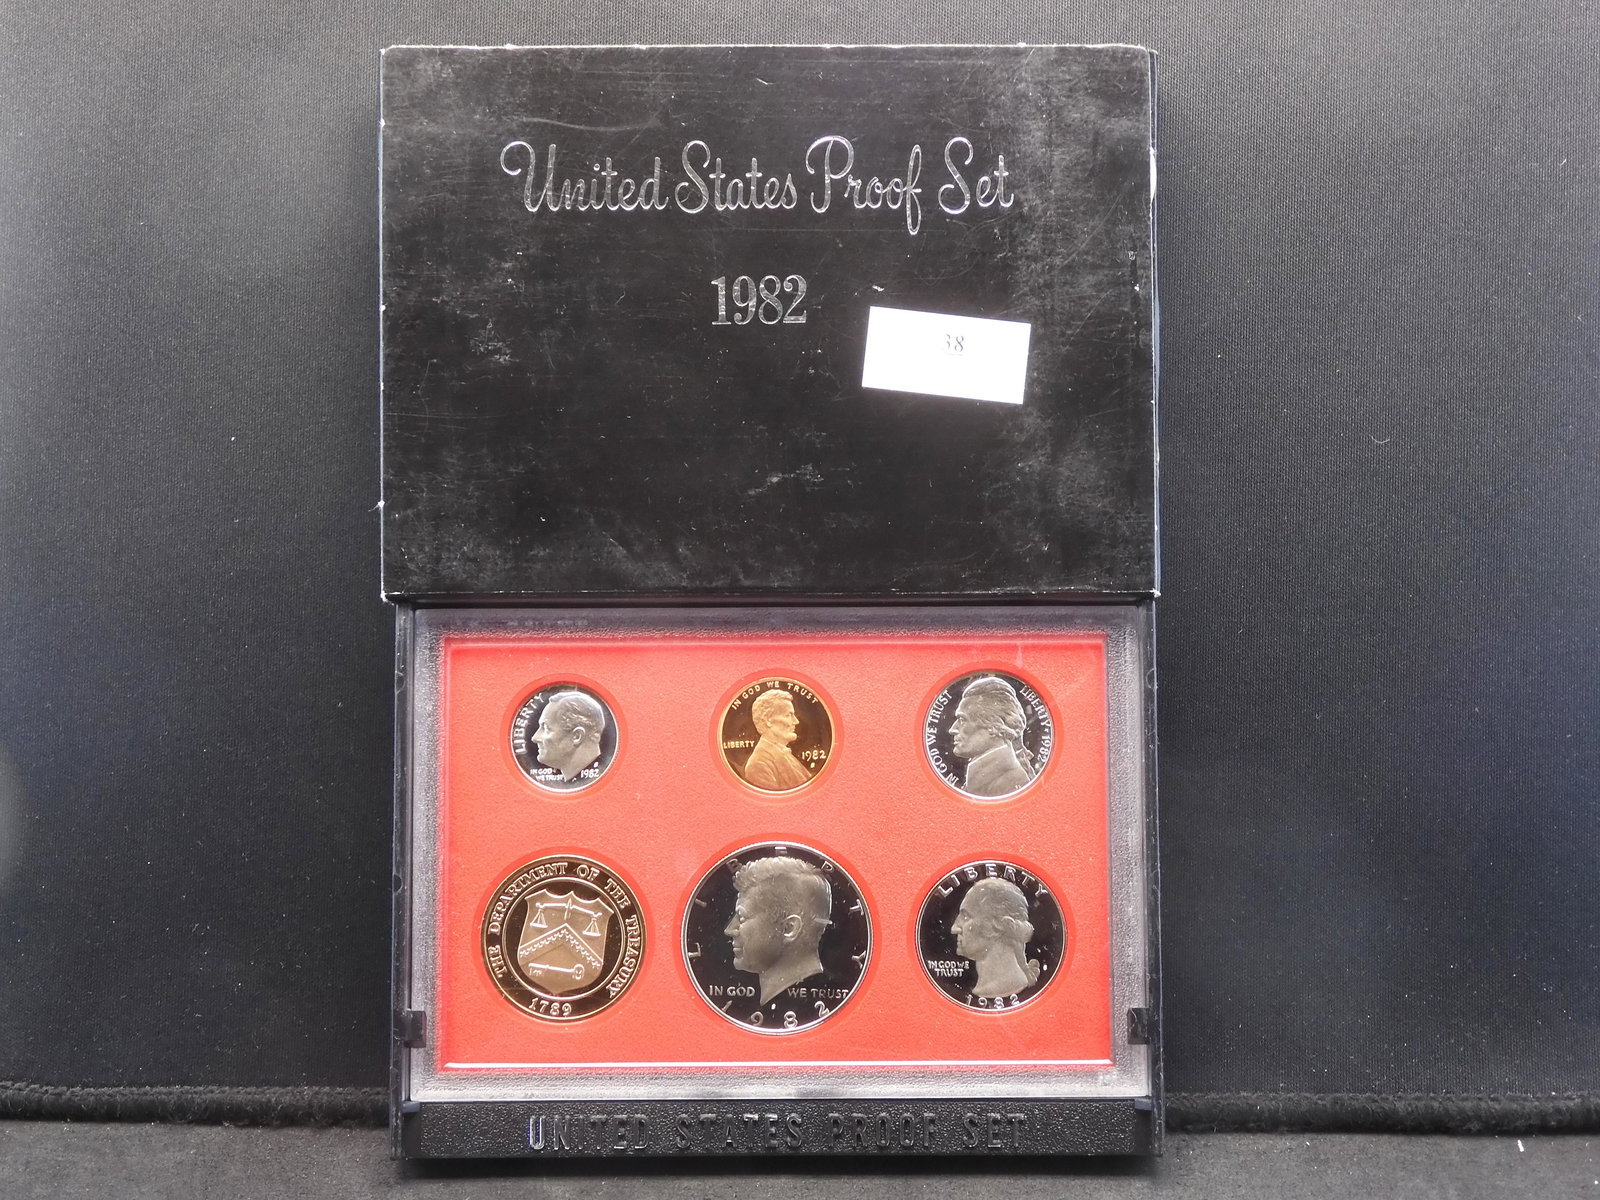 United States Proof Set
1982
38
LIBERTY
IN GOD
WE TRUST
1982
IN GOD WE TRUST
LIBERTY
1982
IN GOD WE TRUST
LIBERTY 1982
THE DEPARTMENT OF THE TREASURY
1789
LIBERTY
IN GOD WE TRUST
1982
LIBERTY
IN GOD WE
TRUST
1982
UNITED STATES PROOF SET